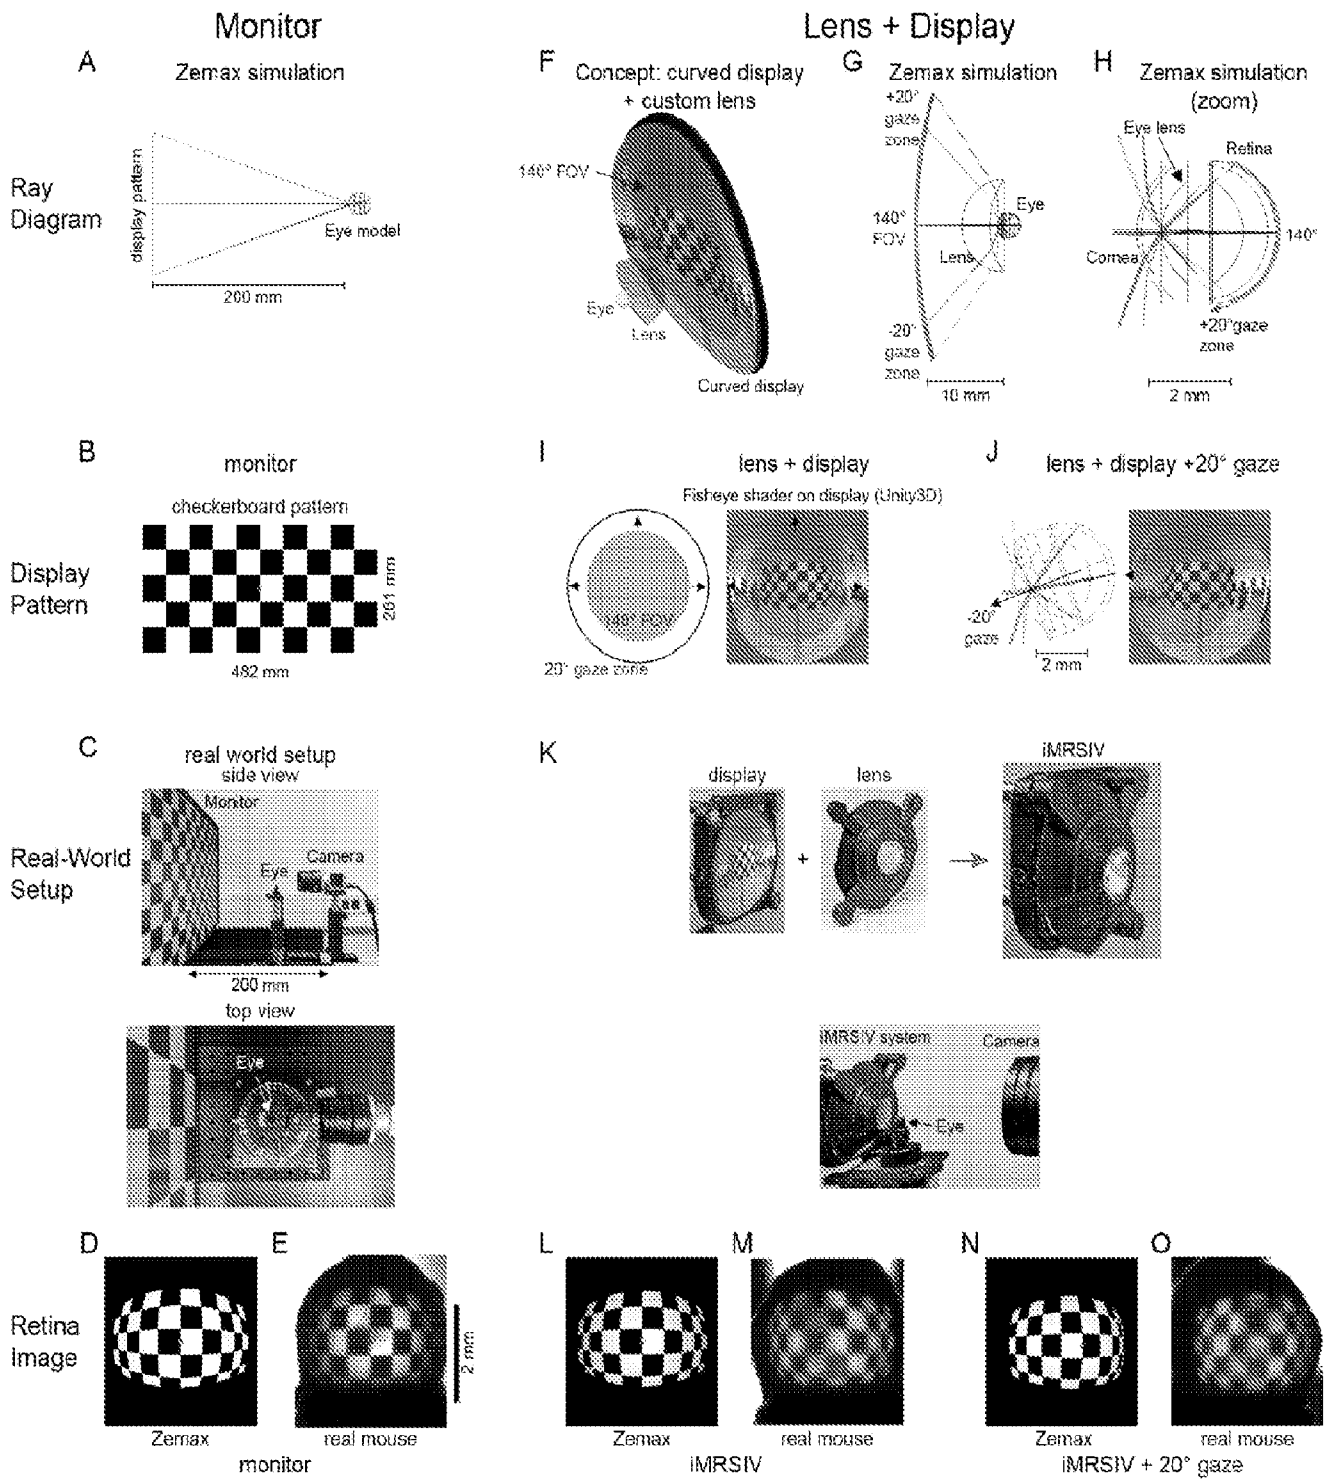 Monitor
Lens + Display
A
Zemax simulation
display pattern
Eye model
200 mm
Ray
Diagram
F
Concept: curved display
+ custom lens
140° FOV
Eye
Lens
Curved display
G
Zemax simulation
+20°
gaze
zone
140°
FOV
Lens
Eye
-20°
gaze
zone
10 mm
H
Zemax simulation
(zoom)
Eye lens
Retina
140°
Cornea
+20°gaze
zone
2 mm
Display
Pattern
B
monitor
checkerboard pattern
261 mm
482 mm
I
lens + display
Fisheye shader on display (Unity3D)
140° FOV
20° gaze zone
J
lens + display +20° gaze
-20°
gaze
2 mm
Real-World
Setup
C
real world setup
side view
Monitor
Eye
Camera
200 mm
top view
Eye
K
display
+
lens
iMRSIV
iMRSIV system
Camera
Eye
Retina
Image
D
Zemax
E
2 mm
real mouse
monitor
L
Zemax
M
real mouse
iMRSIV
N
Zemax
O
real mouse
iMRSIV + 20° gaze